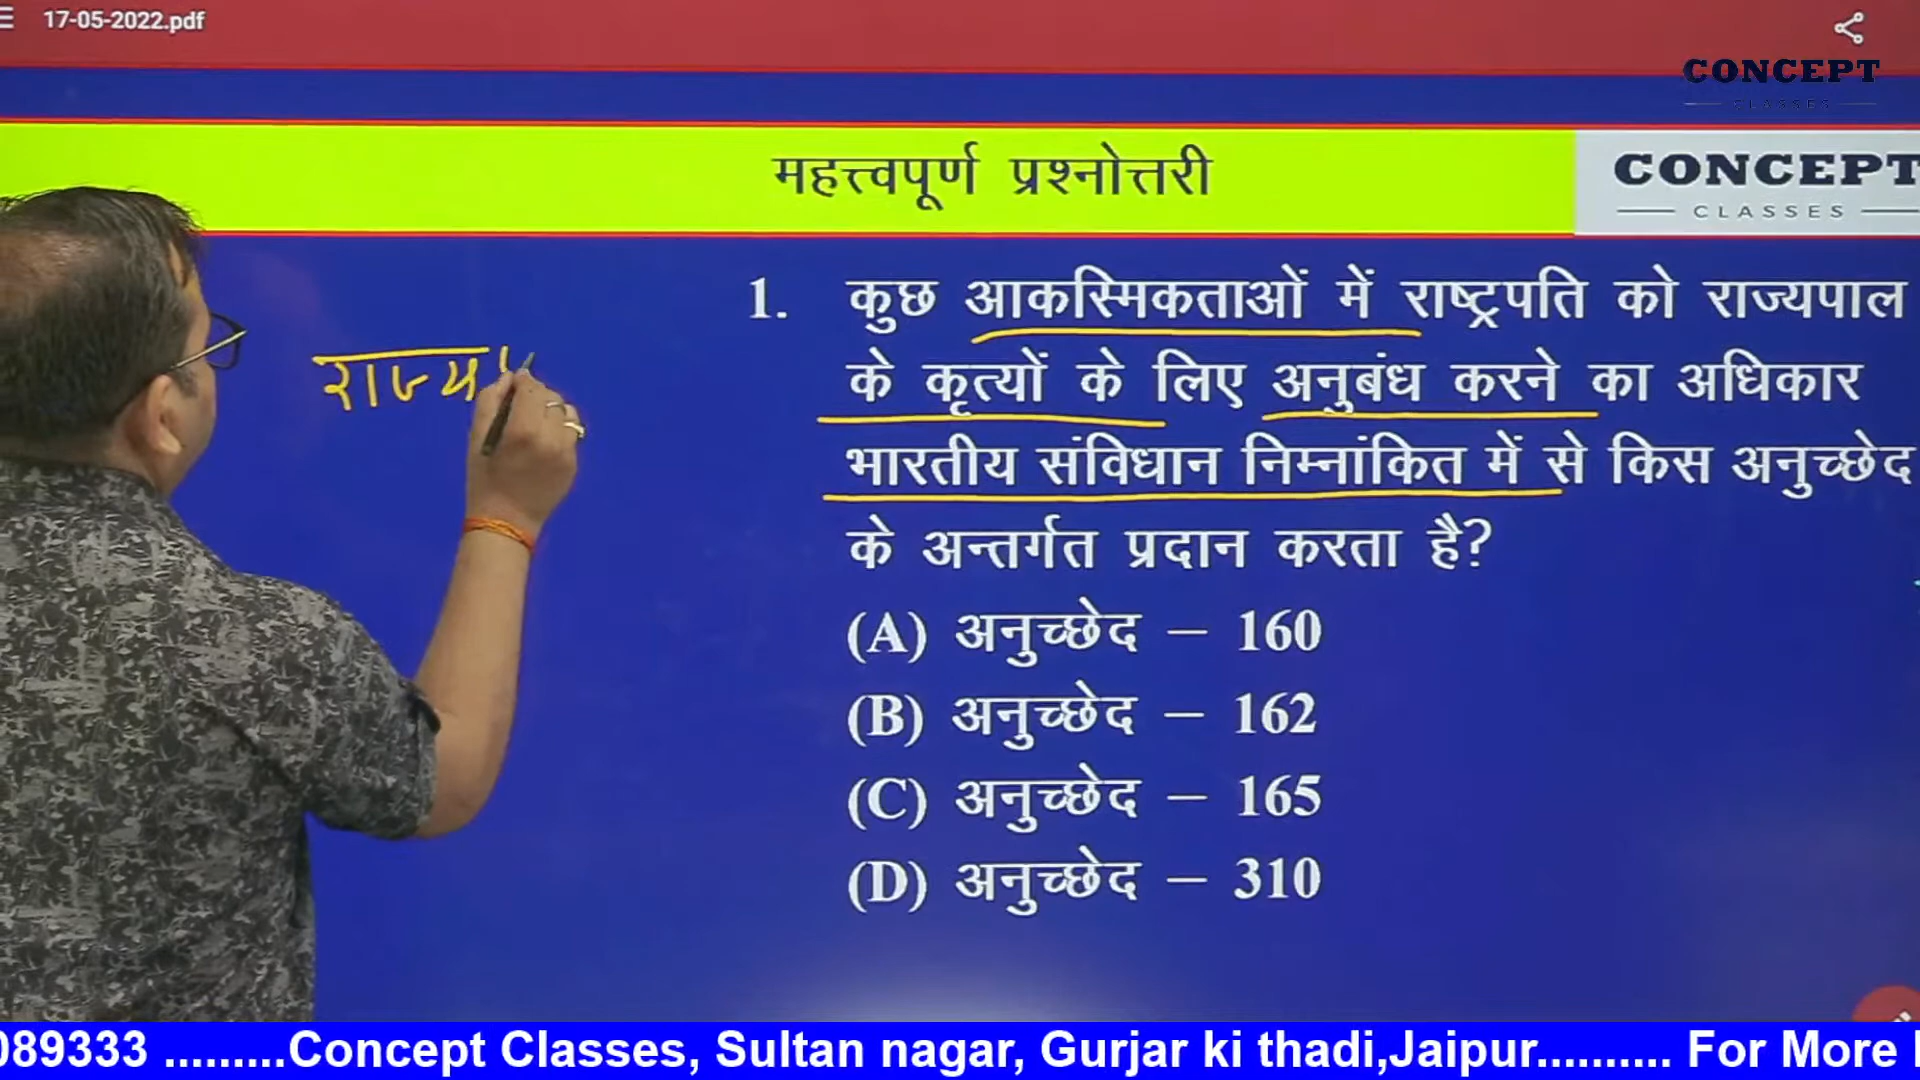 17-05-2022.pdf
CONCEPT
CLASSES
महत्त्वपूर्ण प्रश्नोत्तरी
CONCEPT
CLASSES
राज्य
1. कुछ आकस्मिकताओं में राष्ट्रपति को राज्यपाल
के कृत्यों के लिए अनुबंध करने का अधिकार
भारतीय संविधान निम्नांकित में से किस अनुच्छेद
के अन्तर्गत प्रदान करता है?
(A) अनुच्छेद – 160
(B) अनुच्छेद – 162
(C) अनुच्छेद – 165
(D) अनुच्छेद – 310
089333 .........Concept Classes, Sultan nagar, Gurjar ki thadi,Jaipur.......... For More